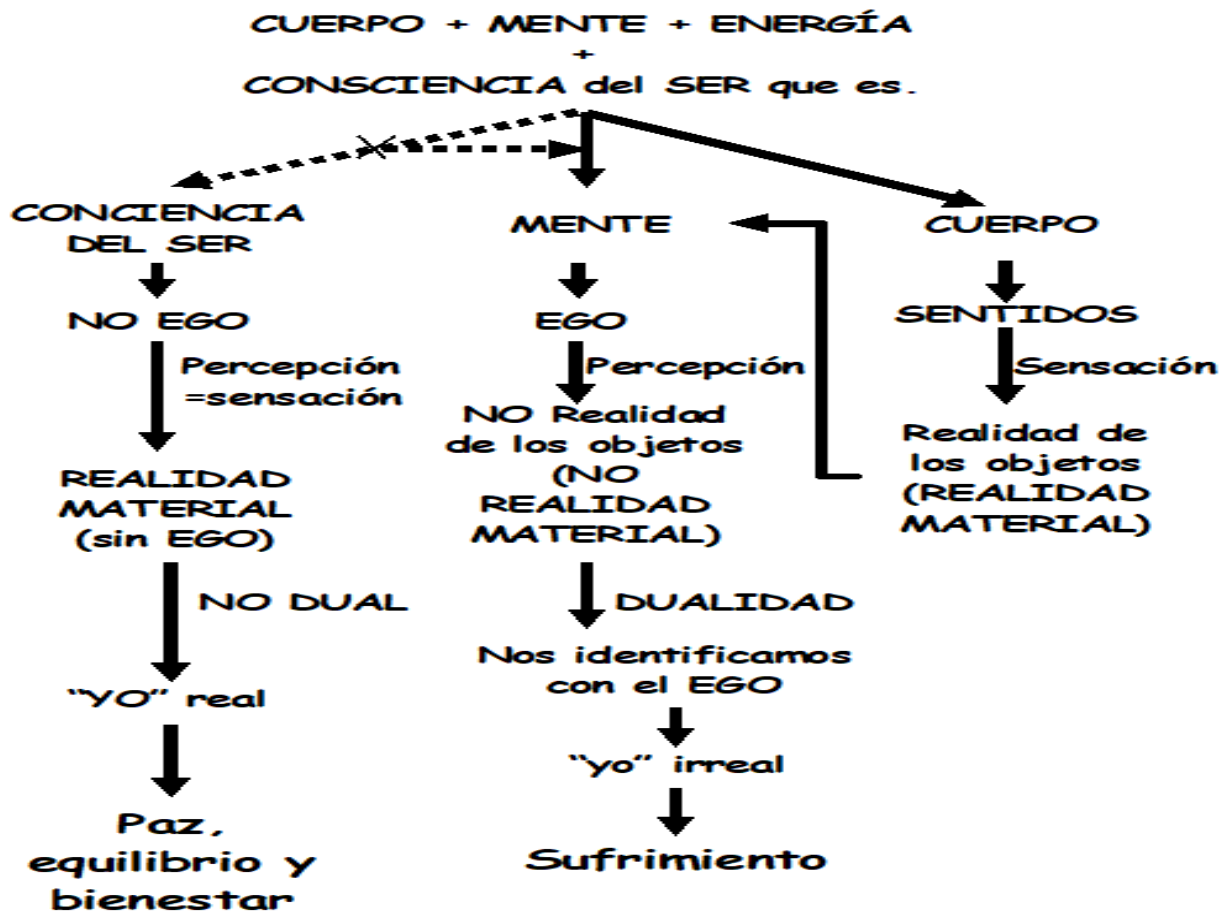 CUERPO + MENTE + ENERGÍA
+
CONSCIENCIA del SER que es.
CONCIENCIA
DEL SER
NO EGO
Percepción
=sensación
REALIDAD
MATERIAL
(sin EGO)
NO DUAL
“YO” real
Paz,
equilibrio y
bienestar
MENTE
EGO
Percepción
NO Realidad
de los objetos
(NO
REALIDAD
MATERIAL)
DUALIDAD
Nos identificamos
con el EGO
“yo” irreal
Sufrimiento
CUERPO
SENTIDOS
Sensación
Realidad de
los objetos
(REALIDAD
MATERIAL)